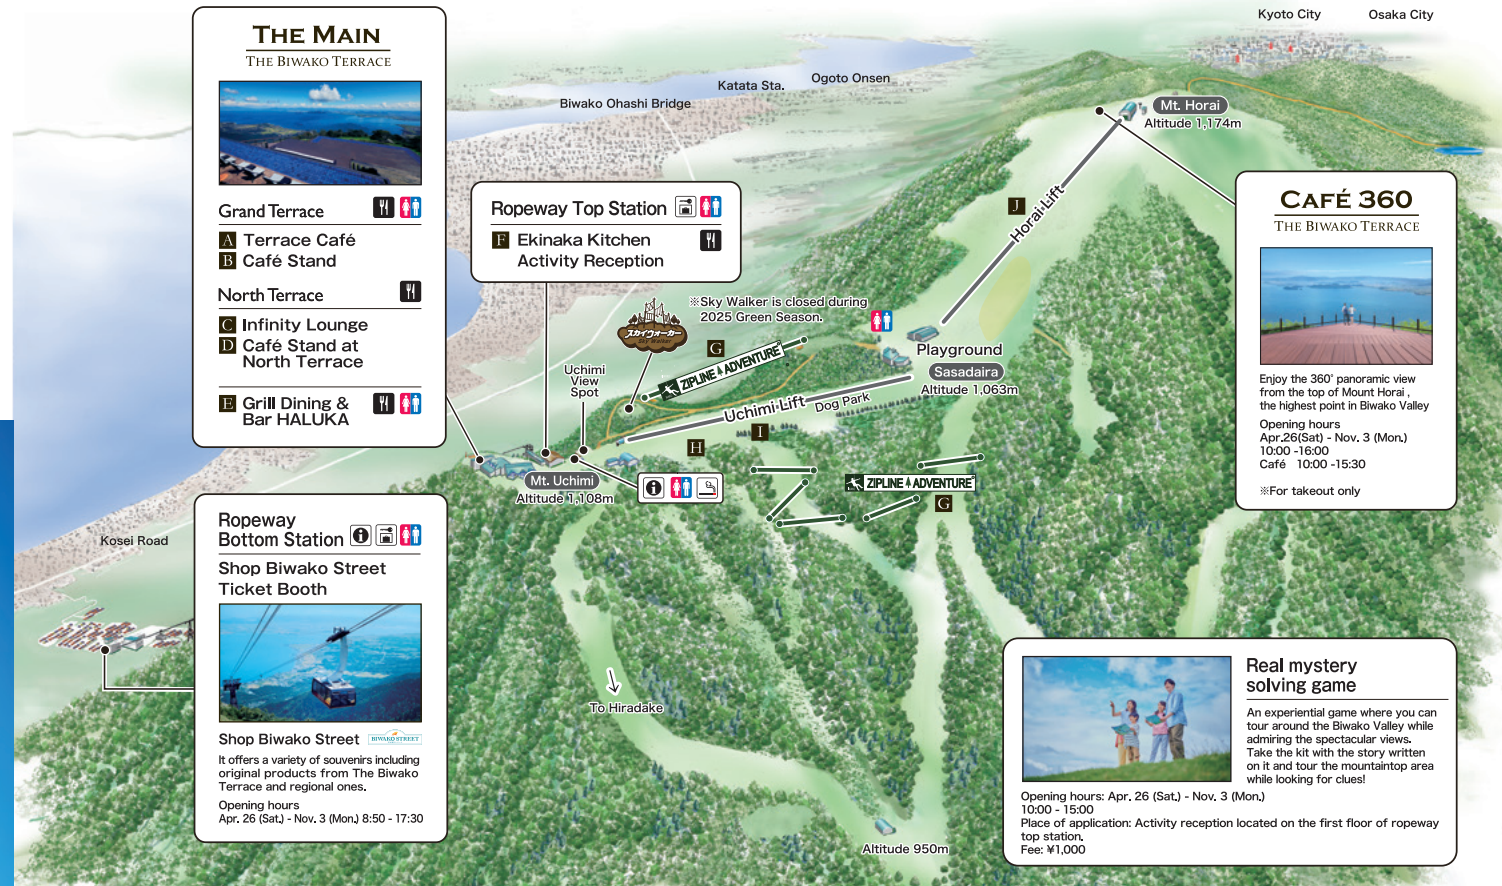 Kyoto City
Osaka City
Ogoto Onsen
Katata Sta.
Biwako Ohashi Bridge
THE MAIN
THE BIWAKO TERRACE
Grand Terrace
A Terrace Café
B Café Stand
North Terrace
C Infinity Lounge
D Café Stand at
North Terrace
E Grill Dining &
Bar HALUKA
Ropeway Top Station
F Ekinaka Kitchen
Activity Reception
Mt. Horai
Altitude 1,174m
J
Horai Lift
CAFÉ 360
THE BIWAKO TERRACE
Enjoy the 360° panoramic view
from the top of Mount Horai ,
the highest point in Biwako Valley
Opening hours
Apr.26(Sat) - Nov. 3 (Mon.)
10:00 -16:00
Café 10:00 -15:30
※For takeout only
※Sky Walker is closed during
2025 Green Season.
スカイウォーカー
Sky Walker
G
ZIPLINE ADVENTURE
Playground
Sasadaira
Altitude 1,063m
Uchimi
View
Spot
Uchimi Lift
Dog Park
I
H
Mt. Uchimi
Altitude 1,108m
ZIPLINE ADVENTURE
G
Kosei Road
Ropeway
Bottom Station
Shop Biwako Street
Ticket Booth
Shop Biwako Street
BIWAKO STREET
It offers a variety of souvenirs including
original products from The Biwako
Terrace and regional ones.
Opening hours
Apr. 26 (Sat.) - Nov. 3 (Mon.) 8:50 - 17:30
To Hiradake
Altitude 950m
Real mystery
solving game
An experiential game where you can
tour around the Biwako Valley while
admiring the spectacular views.
Take the kit with the story written
on it and tour the mountaintop area
while looking for clues!
Opening hours: Apr. 26 (Sat.) - Nov. 3 (Mon.)
10:00 - 15:00
Place of application: Activity reception located on the first floor of ropeway
top station.
Fee: ¥1,000